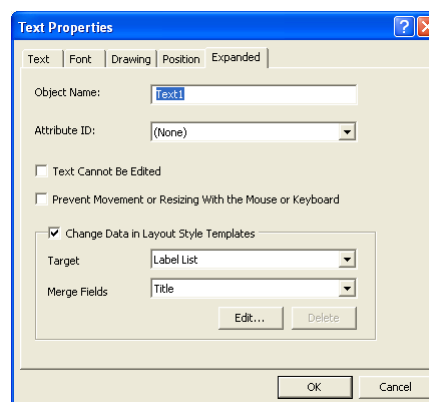 Text Properties
Text Font Drawing Position Expanded
Object Name: Text1
Attribute ID: (None)
Text Cannot Be Edited
Prevent Movement or Resizing With the Mouse or Keyboard
Change Data in Layout Style Templates
Target Label List
Merge Fields Title
Edit... Delete
OK Cancel